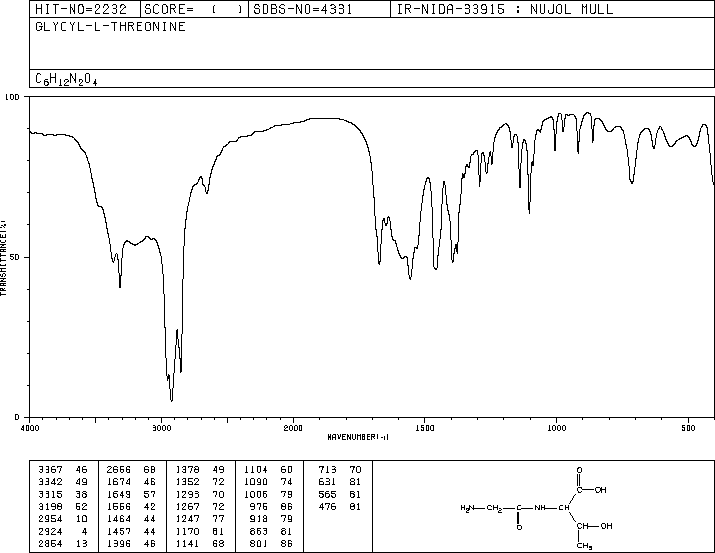 HIT-NO=2232 SCORE= ( ) SDBS-NO=4331 IR-NIDA-33915 : NUJOL MULL
GLYCYL-L-THREONINE
C6H12N2O4
100
50
0
TRANSMITTANCE(%)
4000 3000 2000 1500 1000 500
WAVENUMBER(-1)
3367 46 2666 68 1378 49 1104 60 713 70
3342 49 1674 46 1352 72 1090 74 631 81
3315 38 1649 57 1293 70 1006 79 565 81
3198 52 1556 42 1267 72 976 86 476 81
2954 10 1464 44 1247 77 918 79
2924 4 1457 44 1170 81 863 81
2854 13 1396 46 1141 68 801 86
O
C OH
H2N CH2 C NH CH
O CH OH
CH3